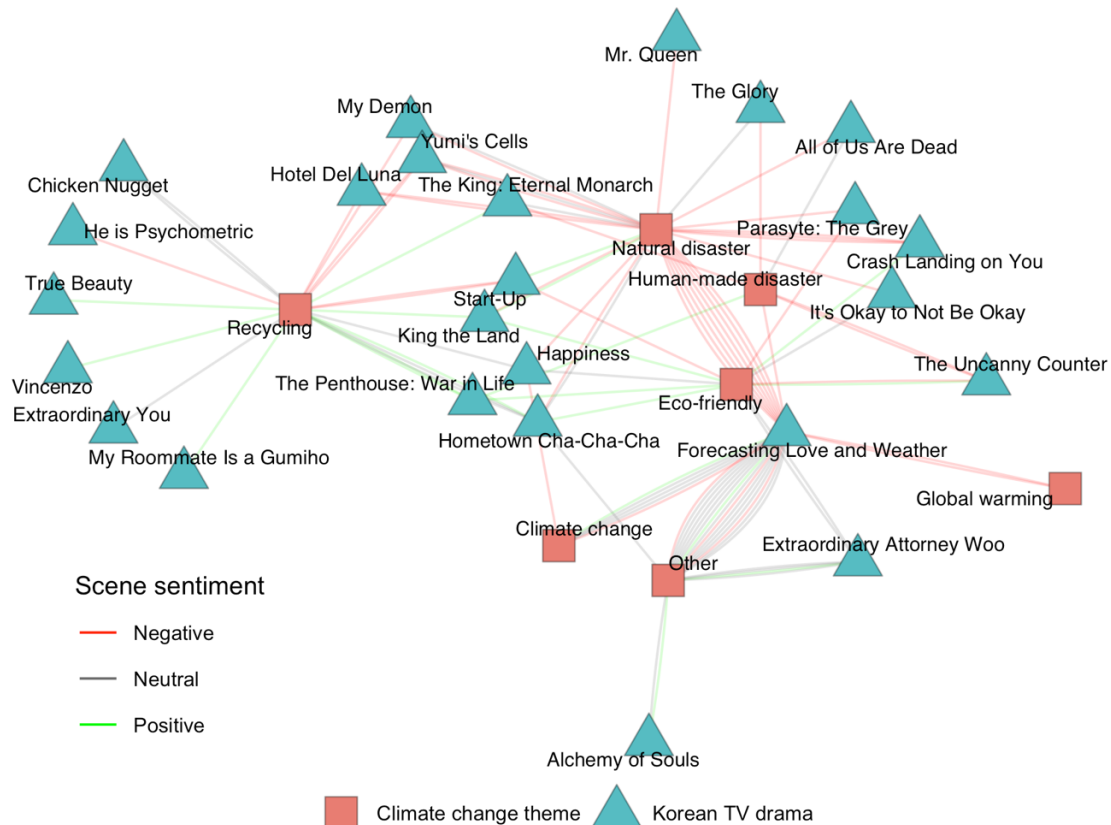 Mr. Queen
The Glory
My Demon
Yumi's Cells
All of Us Are Dead
Chicken Nugget
Hotel Del Luna
The King: Eternal Monarch
He is Psychometric
Parasyte: The Grey
Natural disaster
Crash Landing on You
True Beauty
Human-made disaster
Start-Up
It's Okay to Not Be Okay
Recycling
King the Land
Happiness
The Uncanny Counter
Vincenzo
The Penthouse: War in Life
Eco-friendly
Extraordinary You
Hometown Cha-Cha-Cha
Forecasting Love and Weather
My Roommate Is a Gumiho
Global warming
Climate change
Extraordinary Attorney Woo
Other
Scene sentiment
Negative
Neutral
Positive
Alchemy of Souls
Climate change theme
Korean TV drama